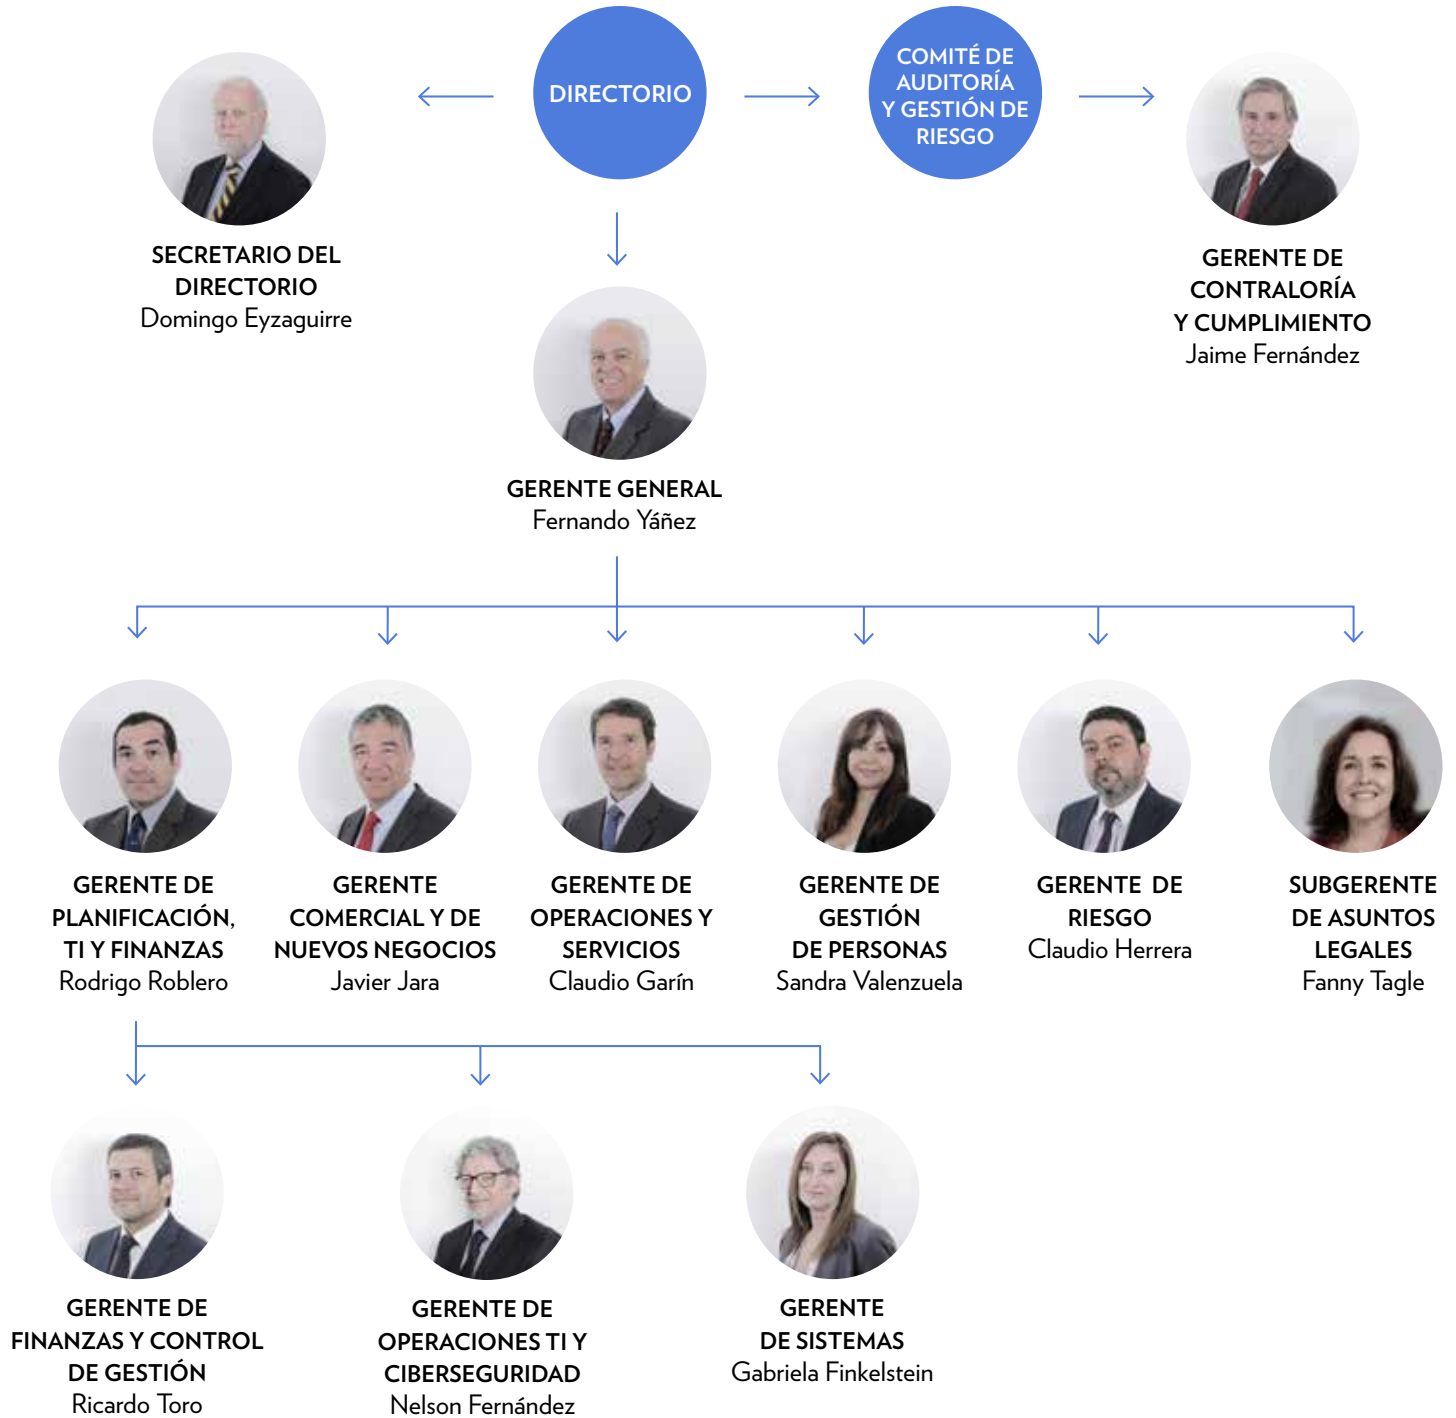 DIRECTORIO
COMITÉ DE
AUDITORÍA
Y GESTIÓN DE
RIESGO
SECRETARIO DEL
DIRECTORIO
Domingo Eyzaguirre
GERENTE DE
CONTRALORÍA
Y CUMPLIMIENTO
Jaime Fernández
GERENTE GENERAL
Fernando Yáñez
GERENTE DE
PLANIFICACIÓN,
TI Y FINANZAS
Rodrigo Roblero
GERENTE
COMERCIAL Y DE
NUEVOS NEGOCIOS
Javier Jara
GERENTE DE
OPERACIONES Y
SERVICIOS
Claudio Garín
GERENTE DE
GESTIÓN
DE PERSONAS
Sandra Valenzuela
GERENTE DE
RIESGO
Claudio Herrera
SUBGERENTE
DE ASUNTOS
LEGALES
Fanny Tagle
GERENTE DE
FINANZAS Y CONTROL
DE GESTIÓN
Ricardo Toro
GERENTE DE
OPERACIONES TI Y
CIBERSEGURIDAD
Nelson Fernández
GERENTE
DE SISTEMAS
Gabriela Finkelstein